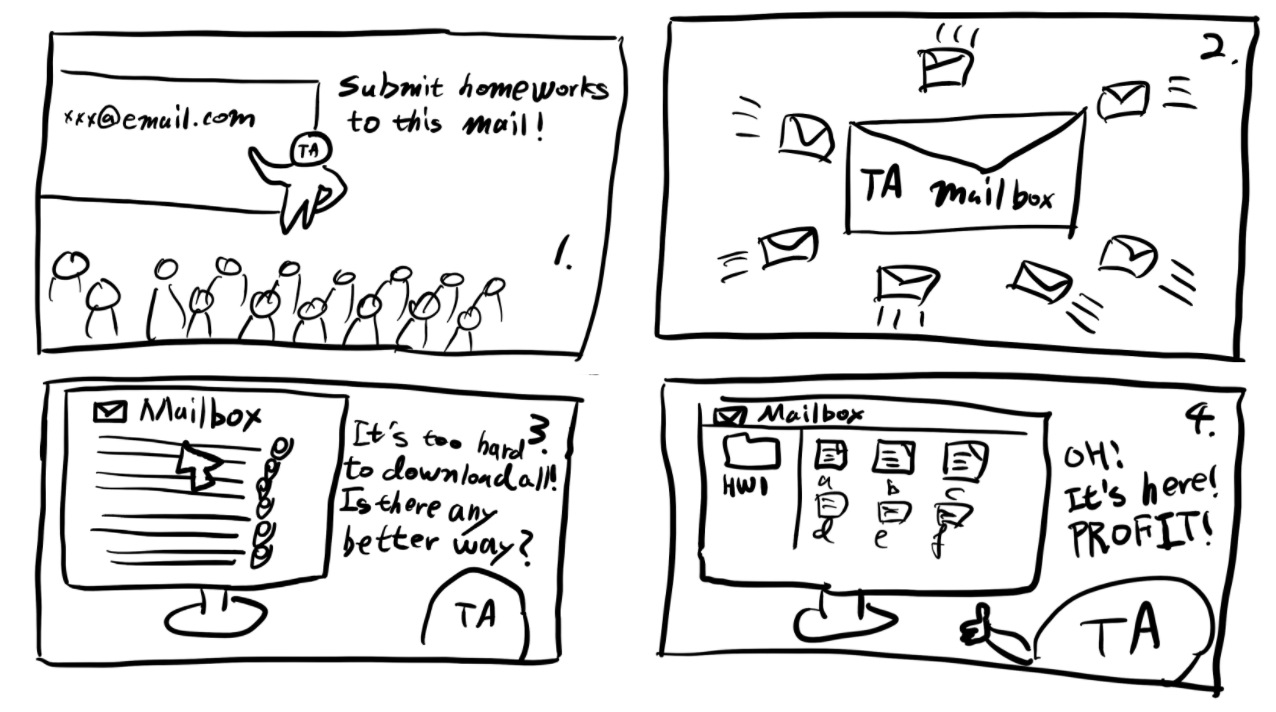 xxx@email.com
Submit homeworks
to this mail!
TA
1.
2.
TA mailbox
Mailbox
3.
It's too hard
to download all!
Is there any
better way?
TA
4.
Mailbox
HW1
a b c
d e f
OH!
It's here!
PROFIT!
TA